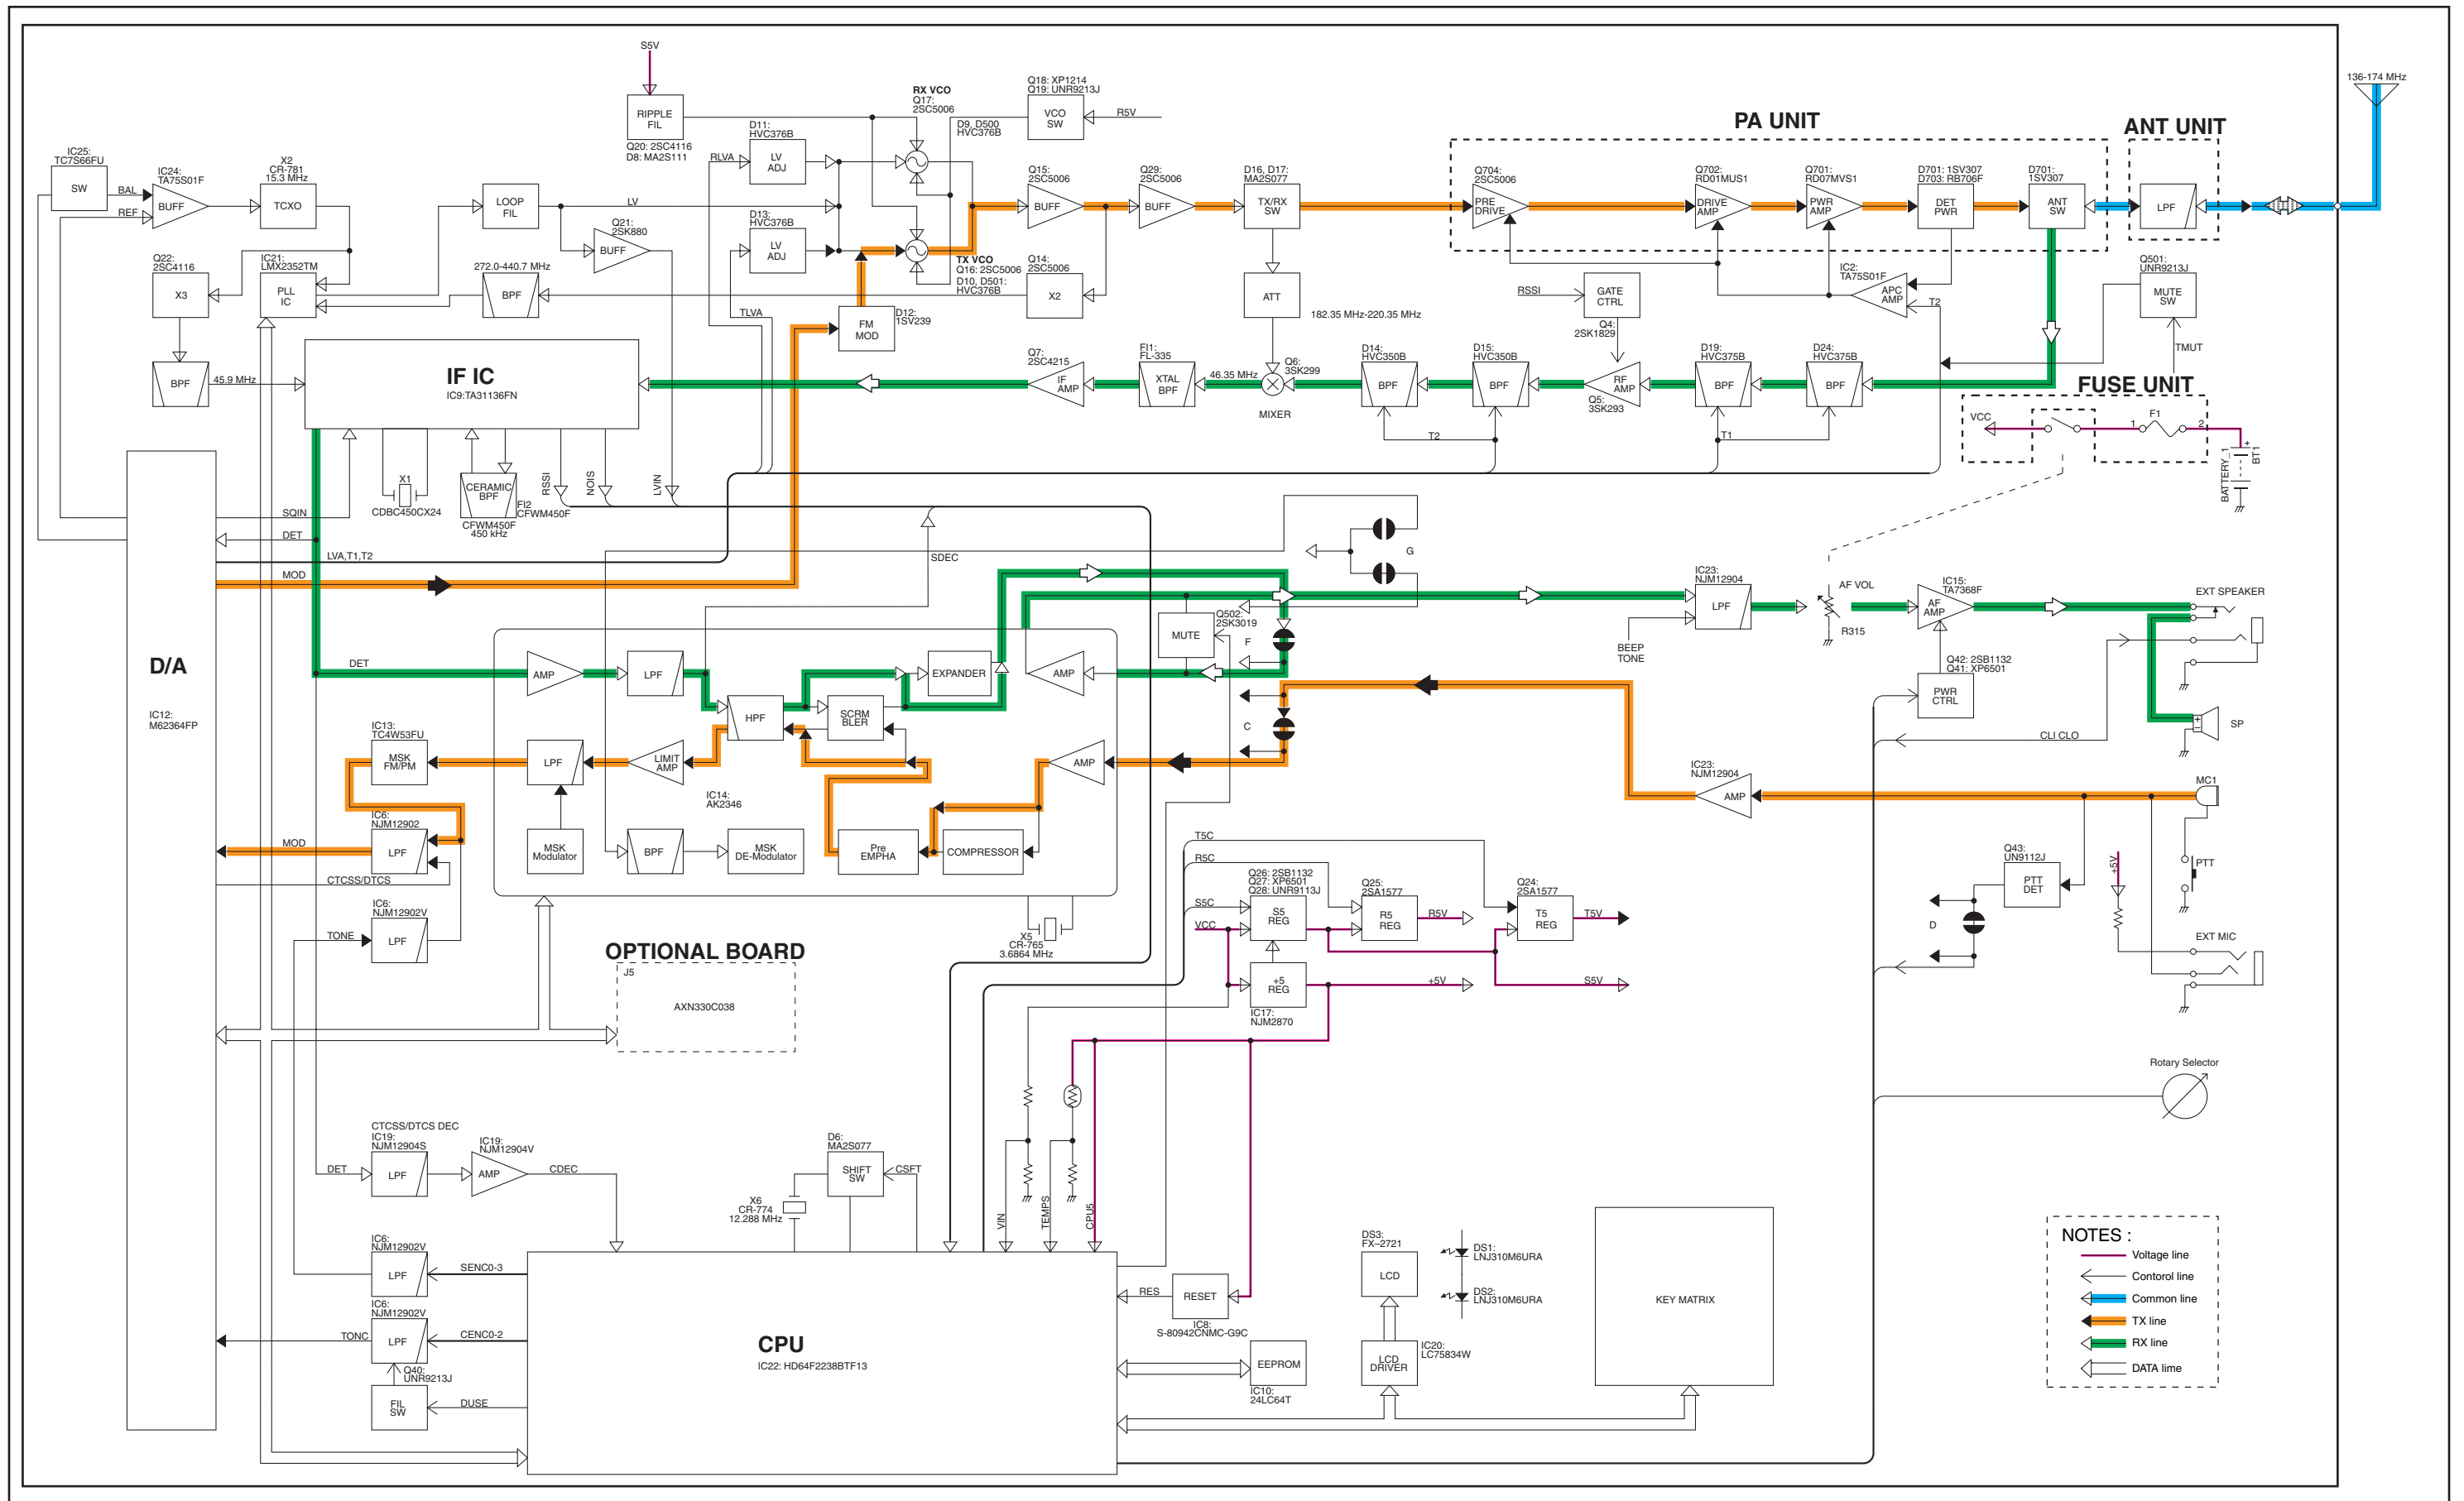 S5V
136-174 MHz
RX VCO
Q17:
2SC5006
Q18: XP1214
Q19: UNR9213J
RIPPLE
FIL
Q20: 2SC4116
D8: MA2S111
VCO
SW
R5V
D9, D500
HVC376B
PA UNIT
ANT UNIT
IC25:
TC7S66FU
SW
BAL
REF
IC24:
TA75S01F
BUFF
X2
CR-781
15.3 MHz
TCXO
LOOP
FIL
LV
Q21:
2SK880
BUFF
D11:
HVC376B
RLVA
LV
ADJ
D13:
HVC376B
LV
ADJ
TX VCO
Q16: 2SC5006
D10, D501:
HVC376B
Q15:
2SC5006
BUFF
Q29:
2SC5006
BUFF
D16, D17:
MA2S077
TX/RX
SW
Q704:
2SC5006
PRE
DRIVE
Q702:
RD01MUS1
DRIVE
AMP
Q701:
RD07MVS1
PWR
AMP
D701: 1SV307
D703: RB706F
DET
PWR
D701:
1SV307
ANT
SW
LPF
Q22:
2SC4116
X3
IC21:
LMX2352TM
PLL
IC
272.0-440.7 MHz
BPF
TLVA
FM
MOD
D12:
1SV239
Q14:
2SC5006
X2
ATT
182.35 MHz-220.35 MHz
RSSI
GATE
CTRL
Q4:
2SK1829
IC2:
TA75S01F
APC
AMP
T2
Q501:
UNR9213J
MUTE
SW
TMUT
BPF
45.9 MHz
IF IC
IC9:TA31136FN
Q7:
2SC4215
IF
AMP
FI1:
FL-335
XTAL
BPF
46.35 MHz
Q6:
3SK299
MIXER
D14:
HVC350B
BPF
D15:
HVC350B
BPF
RF
AMP
Q5:
3SK293
D19:
HVC375B
BPF
D24:
HVC375B
BPF
T2
T1
FUSE UNIT
VCC
1
F1
2
+
BATTERY_1
BT1
X1
CDBC450CX24
CERAMIC
BPF
FI2
CFWM450F
CFWM450F
450 kHz
RSSI
NOIS
LVIN
SQIN
DET
LVA,T1,T2
MOD
SDEC
G
D/A
IC12:
M62364FP
DET
AMP
LPF
HPF
SCRM
BLER
EXPANDER
AMP
MUTE
Q502:
2SK3019
F
C
IC23:
NJM12904
LPF
BEEP
TONE
AF VOL
R315
IC15:
TA7368F
AF
AMP
EXT SPEAKER
Q42: 2SB1132
Q41: XP6501
PWR
CTRL
CLI CLO
SP
IC13:
TC4W53FU
MSK
FM/PM
LPF
LIMIT
AMP
IC14:
AK2346
AMP
IC23:
NJM12904
AMP
MC1
IC6:
NJM12902
MOD
LPF
CTCSS/DTCS
MSK
Modulator
BPF
MSK
DE-Modulator
Pre
EMPHA
COMPRESSOR
IC6:
NJM12902V
TONE
LPF
X5
CR-765
3.6864 MHz
T5C
R5C
S5C
VCC
Q26: 2SB1132
Q27: XP6501
Q28: UNR9113J
S5
REG
Q25:
2SA1577
R5
REG
R5V
Q24:
2SA1577
T5
REG
T5V
+5
REG
IC17:
NJM2870
+5V
S5V
Q43:
UN9112J
PTT
DET
D
+5V
PTT
EXT MIC
OPTIONAL BOARD
J5
AXN330C038
Rotary Selector
CTCSS/DTCS DEC
IC19:
NJM12904S
DET
LPF
IC19:
NJM12904V
AMP
CDEC
D6:
MA2S077
SHIFT
SW
CSFT
X6
CR-774
12.288 MHz
VIN
TEMPS
CPU5
IC6:
NJM12902V
LPF
SENC0-3
IC6:
NJM12902V
TONC
LPF
CENC0-2
Q40:
UNR9213J
FIL
SW
DUSE
CPU
IC22: HD64F2238BTF13
RES
RESET
IC8:
S-80942CNMC-G9C
EEPROM
IC10:
24LC64T
DS3:
FX–2721
LCD
LCD
DRIVER
IC20:
LC75834W
DS1:
LNJ310M6URA
DS2:
LNJ310M6URA
KEY MATRIX
NOTES :
Voltage line
Contorol line
Common line
TX line
RX line
DATA lime